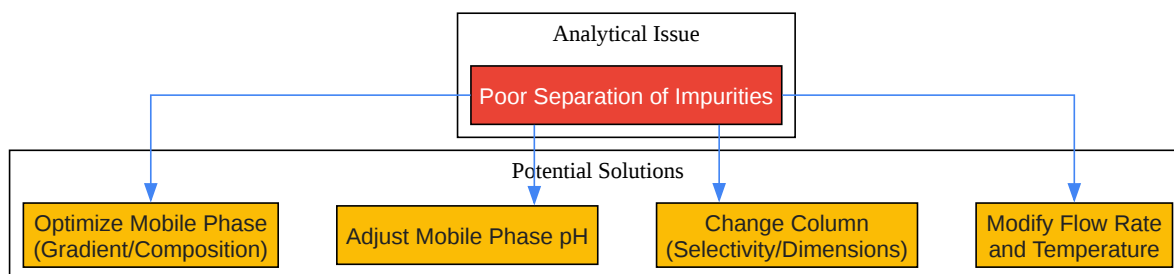 Analytical Issue
Poor Separation of Impurities
Potential Solutions
Optimize Mobile Phase
(Gradient/Composition)
Adjust Mobile Phase pH
Change Column
(Selectivity/Dimensions)
Modify Flow Rate
and Temperature